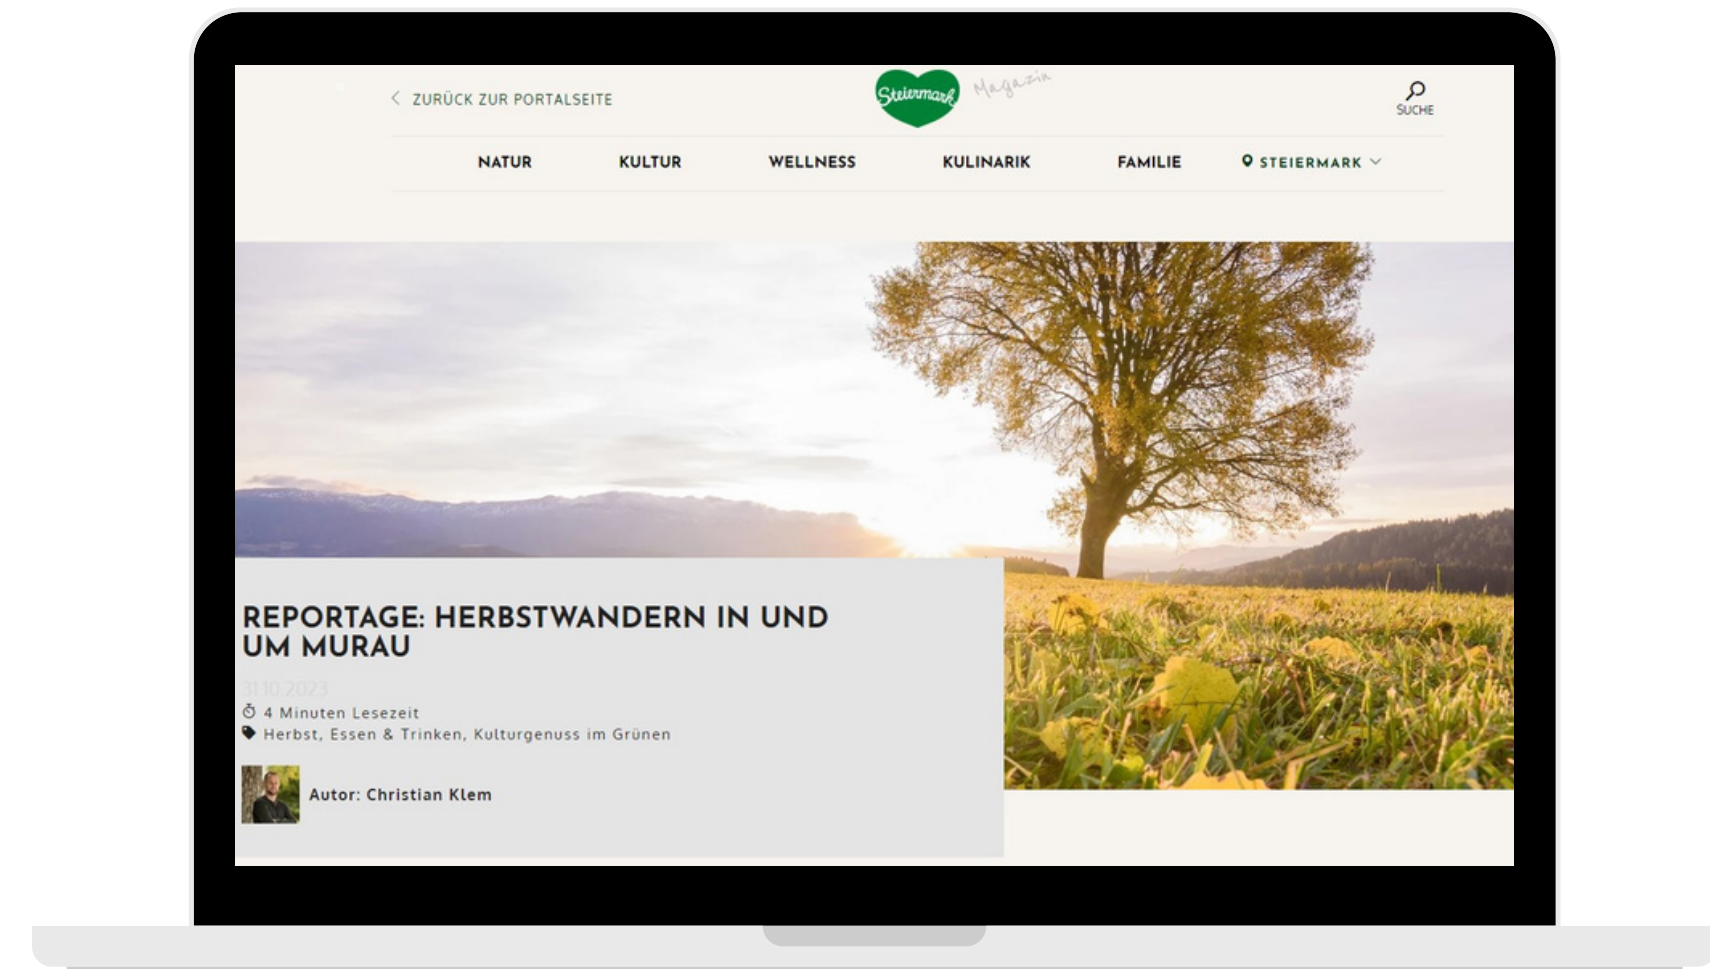 ZURÜCK ZUR PORTALSEITE
Steiermark Magazin
SUCHE
NATUR KULTUR WELLNESS KULINARIK FAMILIE STEIERMARK
REPORTAGE: HERBSTWANDERN IN UND
UM MURAU
31.10.2023
4 Minuten Lesezeit
Herbst, Essen & Trinken, Kulturgenuss im Grünen
Autor: Christian Klem